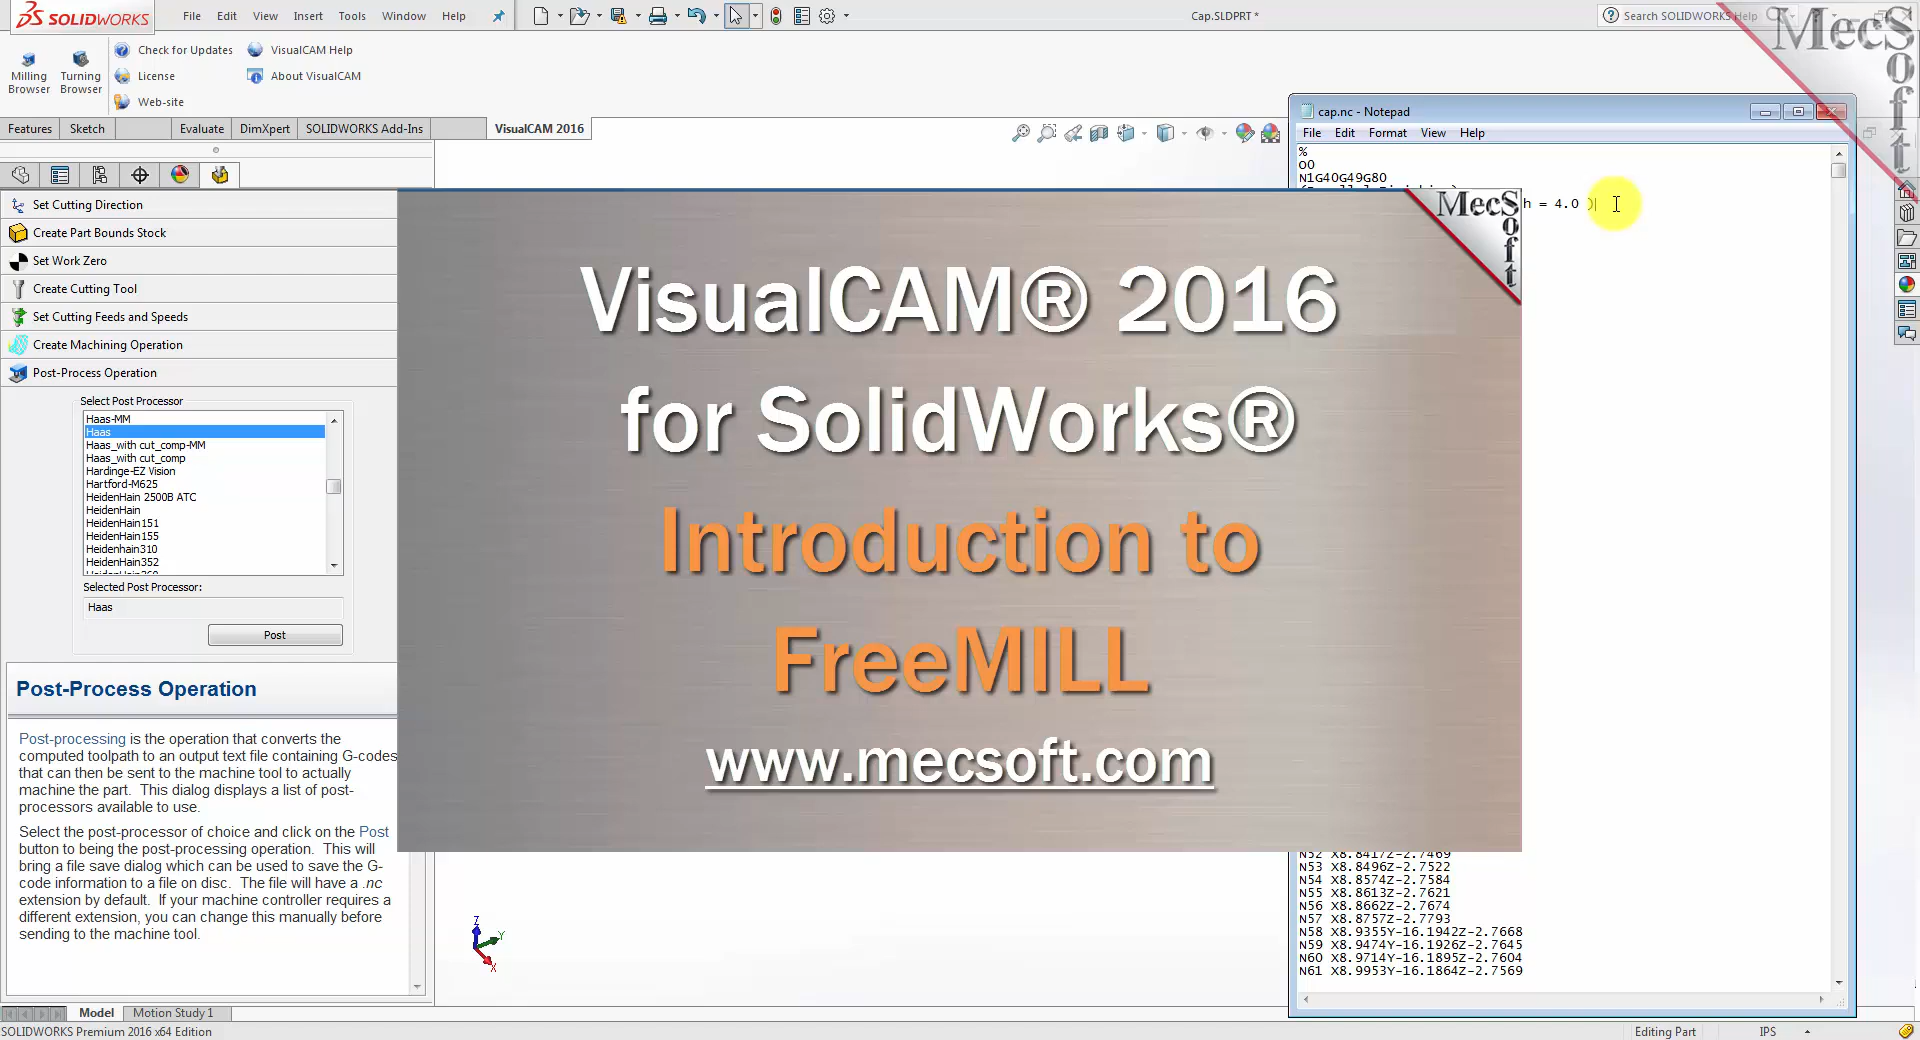 SOLIDWORKS
File Edit View Insert Tools Window Help
Cap.SLDPRT *
Search SOLIDWORKS Help
MecSoft
Milling Browser
Turning Browser
Check for Updates
License
Web-site
VisualCAM Help
About VisualCAM
Features Sketch Evaluate DimXpert SOLIDWORKS Add-Ins VisualCAM 2016
Set Cutting Direction
Create Part Bounds Stock
Set Work Zero
Create Cutting Tool
Set Cutting Feeds and Speeds
Create Machining Operation
Post-Process Operation
Select Post Processor
Haas-MM
Haas
Haas_with cut_comp-MM
Haas_with cut_comp
Hardinge-EZ Vision
Hartford-M625
HeidenHain 2500B ATC
HeidenHain
HeidenHain151
HeidenHain155
Heidenhain310
HeidenHain352
Selected Post Processor:
Haas
Post
Post-Process Operation
Post-processing is the operation that converts the
computed toolpath to an output text file containing G-codes
that can then be sent to the machine tool to actually
machine the part. This dialog displays a list of post-
processors available to use.
Select the post-processor of choice and click on the Post
button to being the post-processing operation. This will
bring a file save dialog which can be used to save the G-
code information to a file on disc. The file will have a .nc
extension by default. If your machine controller requires a
different extension, you can change this manually before
sending to the machine tool.
MecSoft
VisualCAM® 2016
for SolidWorks®
Introduction to
FreeMILL
www.mecsoft.com
cap.nc - Notepad
File Edit Format View Help
%
O0
N1G40G49G80
h = 4.0 )
N52 X8.8417Z-2.7469
N53 X8.8496Z-2.7522
N54 X8.8574Z-2.7584
N55 X8.8613Z-2.7621
N56 X8.8662Z-2.7674
N57 X8.8757Z-2.7793
N58 X8.9355Y-16.1942Z-2.7668
N59 X8.9474Y-16.1926Z-2.7645
N60 X8.9714Y-16.1895Z-2.7604
N61 X8.9953Y-16.1864Z-2.7569
Z
Y
X
Model Motion Study 1
SOLIDWORKS Premium 2016 x64 Edition
Editing Part IPS